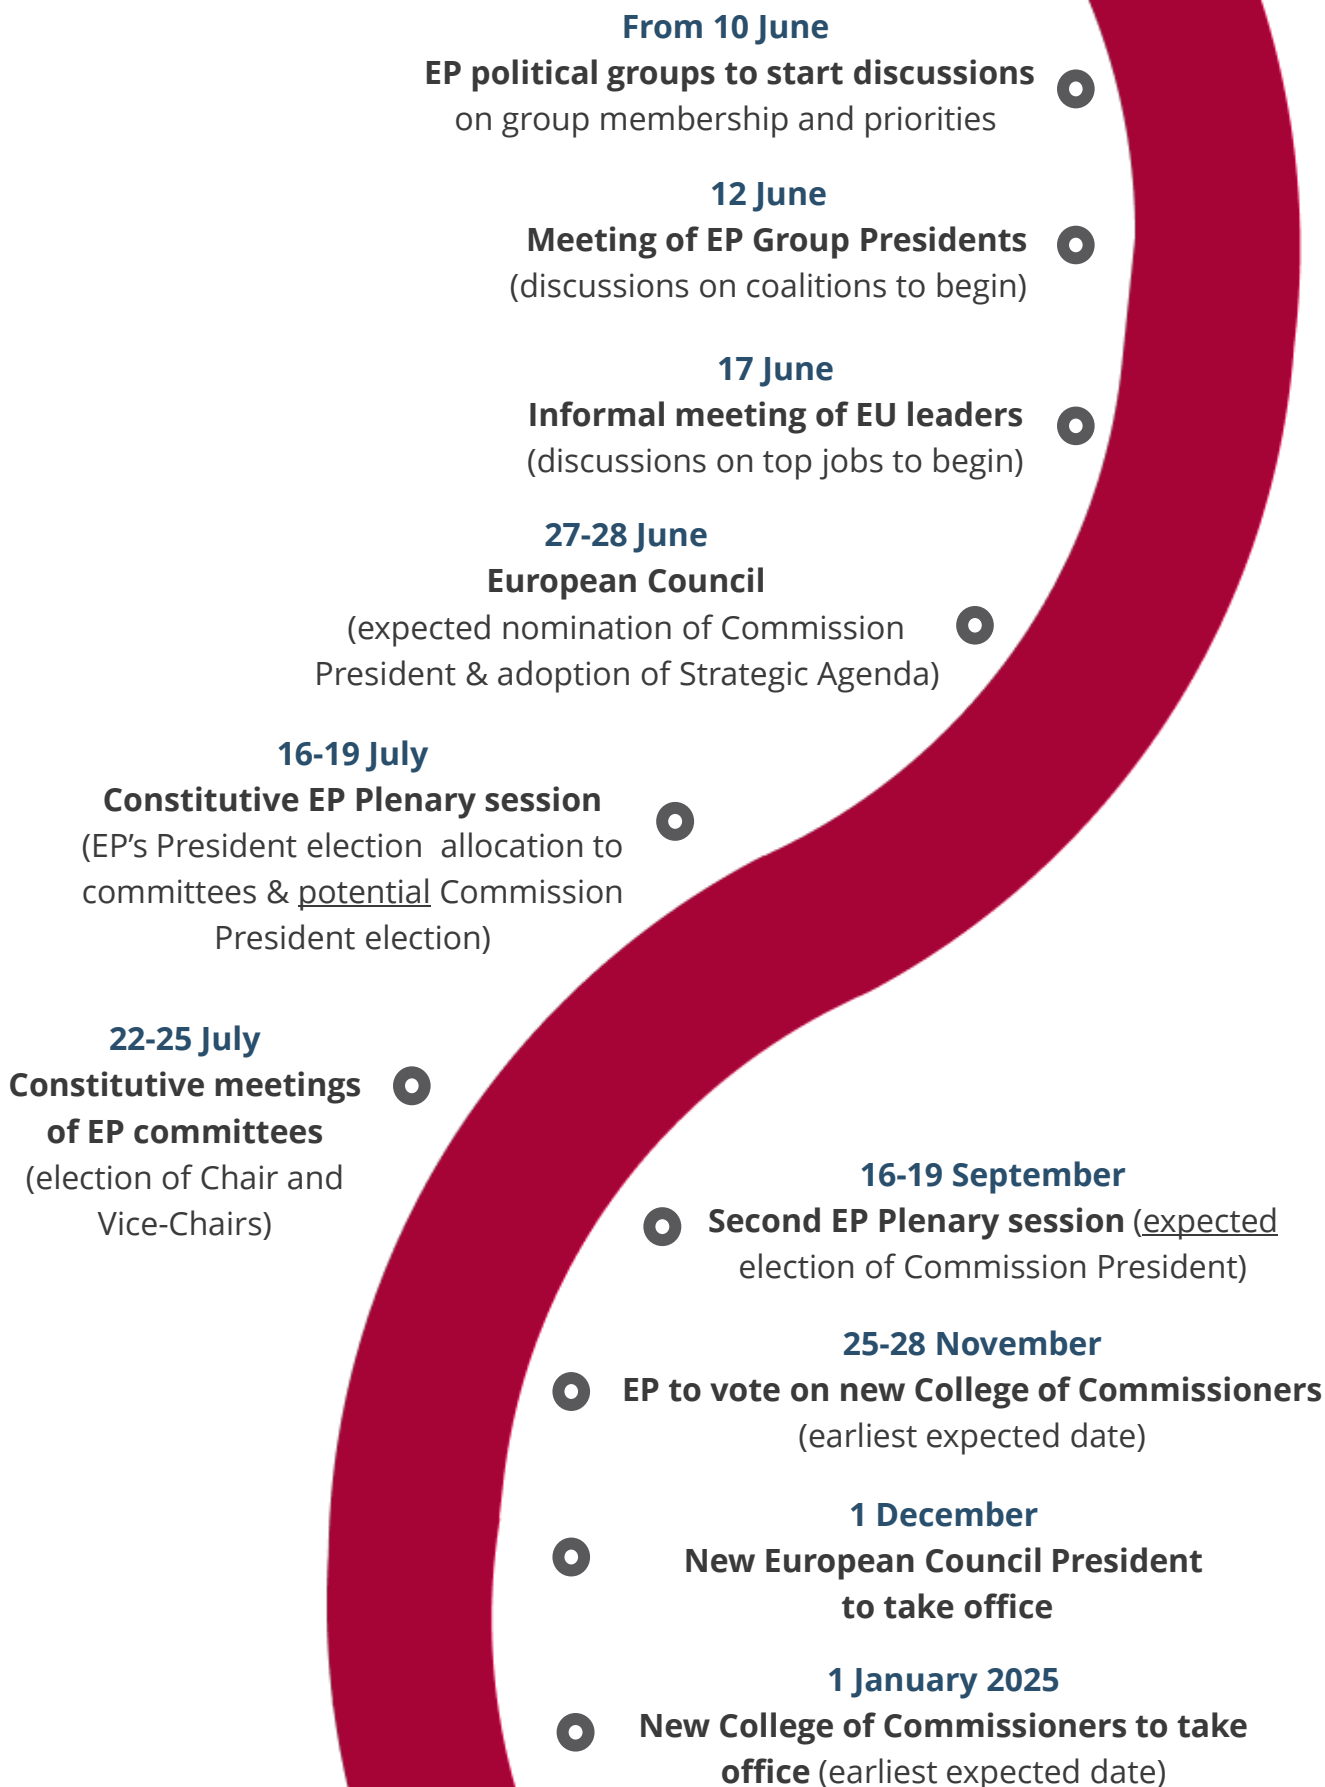 From 10 June
EP political groups to start discussions
on group membership and priorities
12 June
Meeting of EP Group Presidents
(discussions on coalitions to begin)
17 June
Informal meeting of EU leaders
(discussions on top jobs to begin)
27-28 June
European Council
(expected nomination of Commission
President & adoption of Strategic Agenda)
16-19 July
Constitutive EP Plenary session
(EP’s President election  allocation to
committees & potential Commission
President election)
22-25 July
Constitutive meetings
of EP committees
(election of Chair and
Vice-Chairs)
16-19 September
Second EP Plenary session (expected
election of Commission President)
25-28 November
EP to vote on new College of Commissioners
(earliest expected date)
1 December
New European Council President
to take office
1 January 2025
New College of Commissioners to take
office (earliest expected date)